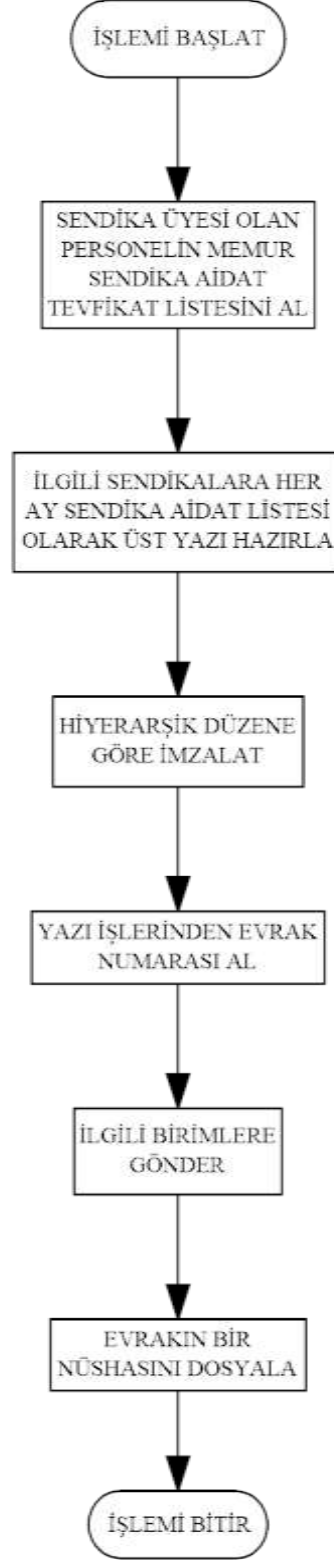 İŞLEMİ BAŞLAT
SENDİKA ÜYESİ OLAN
PERSONELİN MEMUR
SENDİKA AİDAT
TEVFİKAT LİSTESİNİ AL
İLGİLİ SENDİKALARA HER
AY SENDİKA AİDAT LİSTESİ
OLARAK ÜST YAZI HAZIRLA
HİYERARŞİK DÜZENE
GÖRE İMZALAT
YAZI İŞLERİNDEN EVRAK
NUMARASI AL
İLGİLİ BİRİMLERE
GÖNDER
EVRAKIN BİR
NÜSHASINI DOSYALA
İŞLEMİ BİTİR